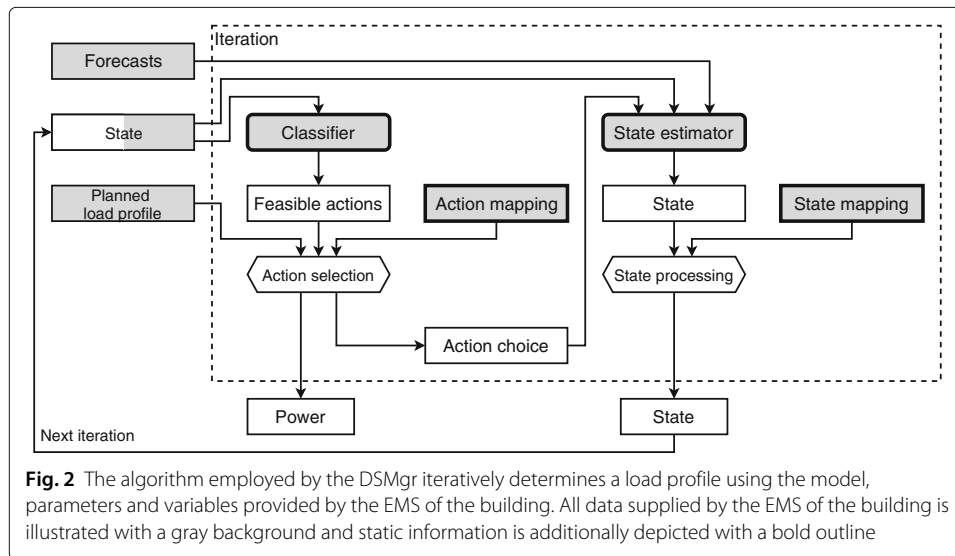 Iteration
Forecasts
State
Classifier
State estimator
Planned
load profile
Feasible actions
Action mapping
State
State mapping
Action selection
State processing
Action choice
Power
State
Next iteration
Fig. 2 The algorithm employed by the DSMgr iteratively determines a load profile using the model,
parameters and variables provided by the EMS of the building. All data supplied by the EMS of the building is
illustrated with a gray background and static information is additionally depicted with a bold outline